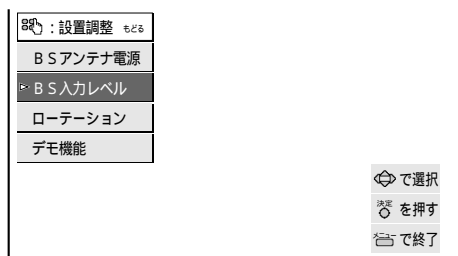 ：設置調整 もどる
ＢＳアンテナ電源
ＢＳ入力レベル
ローテーション
デモ機能
で選択
決定 を押す
メニュー で終了